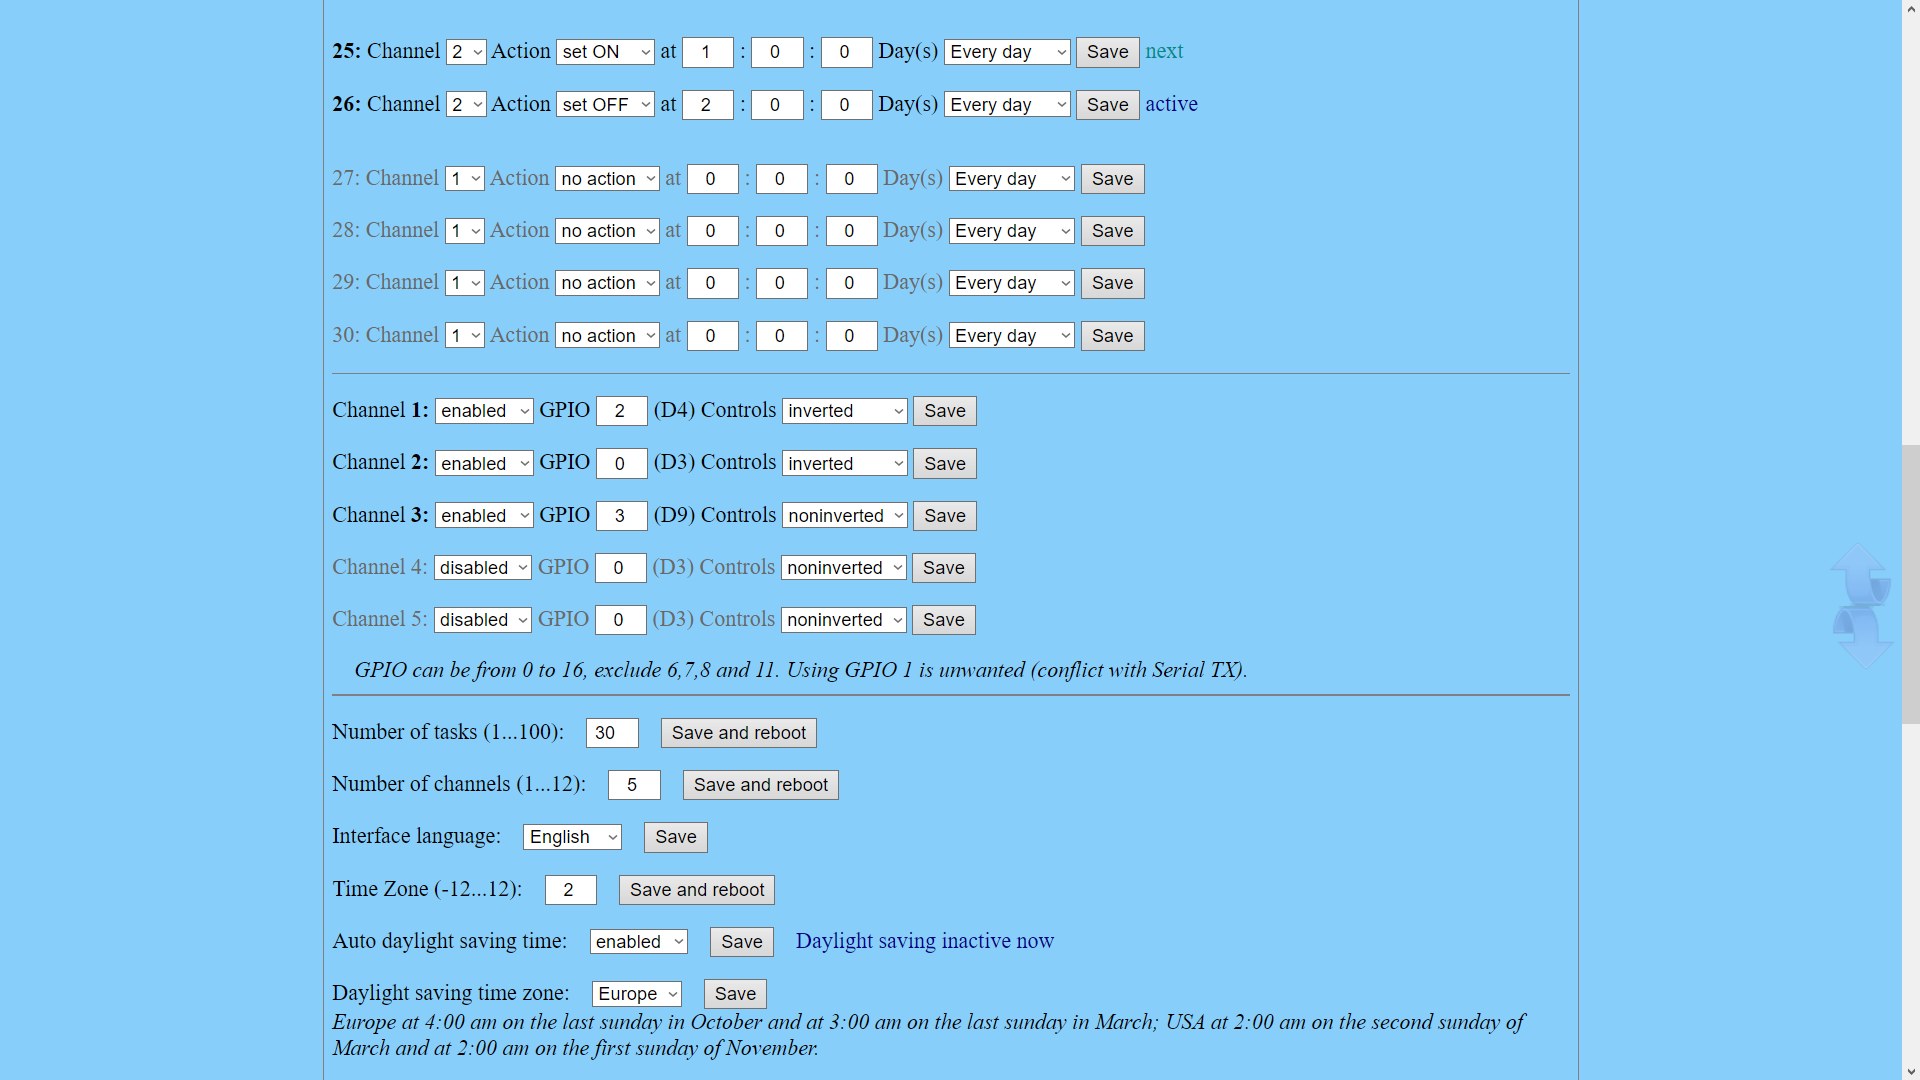 25: Channel 2 Action set ON at 1 : 0 : 0 Day(s) Every day Save next
26: Channel 2 Action set OFF at 2 : 0 : 0 Day(s) Every day Save active
27: Channel 1 Action no action at 0 : 0 : 0 Day(s) Every day Save
28: Channel 1 Action no action at 0 : 0 : 0 Day(s) Every day Save
29: Channel 1 Action no action at 0 : 0 : 0 Day(s) Every day Save
30: Channel 1 Action no action at 0 : 0 : 0 Day(s) Every day Save
Channel 1: enabled GPIO 2 (D4) Controls inverted Save
Channel 2: enabled GPIO 0 (D3) Controls inverted Save
Channel 3: enabled GPIO 3 (D9) Controls noninverted Save
Channel 4: disabled GPIO 0 (D3) Controls noninverted Save
Channel 5: disabled GPIO 0 (D3) Controls noninverted Save
GPIO can be from 0 to 16, exclude 6,7,8 and 11. Using GPIO 1 is unwanted (conflict with Serial TX).
Number of tasks (1...100): 30 Save and reboot
Number of channels (1...12): 5 Save and reboot
Interface language: English Save
Time Zone (-12...12): 2 Save and reboot
Auto daylight saving time: enabled Save Daylight saving inactive now
Daylight saving time zone: Europe Save
Europe at 4:00 am on the last sunday in October and at 3:00 am on the last sunday in March; USA at 2:00 am on the second sunday of
March and at 2:00 am on the first sunday of November.